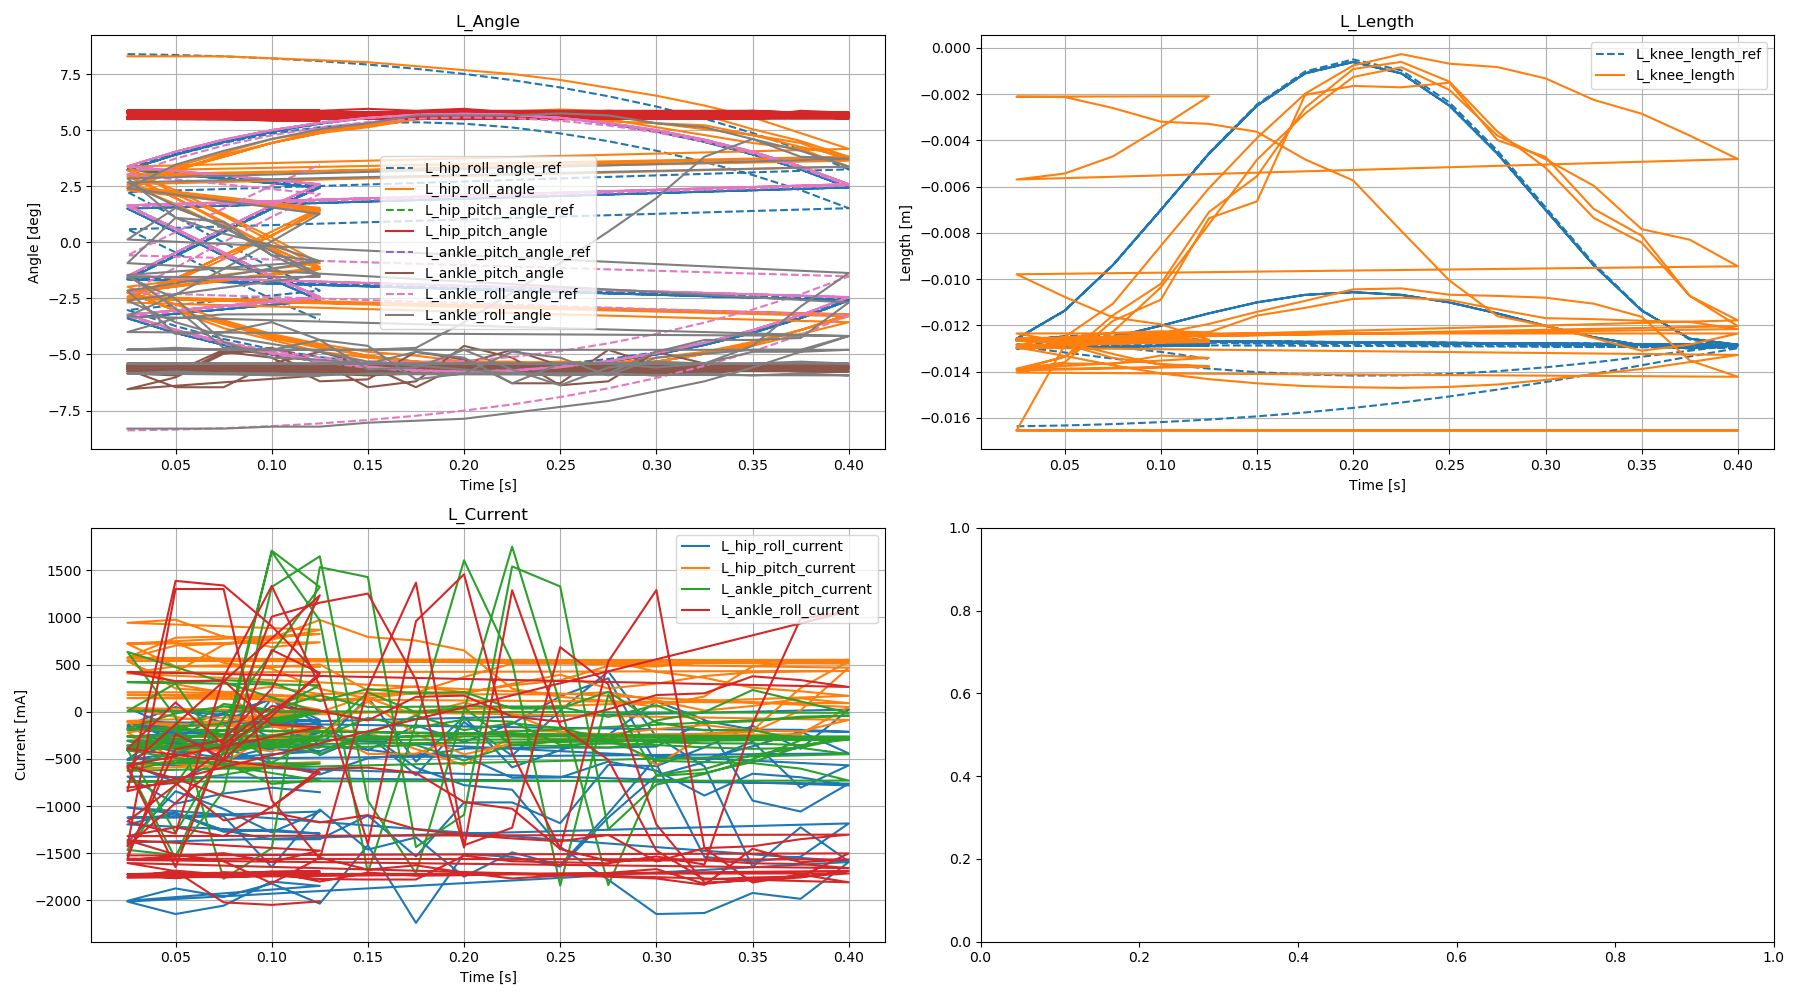 L_Angle
Angle [deg]
7.5
5.0
2.5
0.0
−2.5
−5.0
−7.5
L_hip_roll_angle_ref
L_hip_roll_angle
L_hip_pitch_angle_ref
L_hip_pitch_angle
L_ankle_pitch_angle_ref
L_ankle_pitch_angle
L_ankle_roll_angle_ref
L_ankle_roll_angle
0.05 0.10 0.15 0.20 0.25 0.30 0.35 0.40
Time [s]
L_Length
Length [m]
0.000
−0.002
−0.004
−0.006
−0.008
−0.010
−0.012
−0.014
−0.016
L_knee_length_ref
L_knee_length
0.05 0.10 0.15 0.20 0.25 0.30 0.35 0.40
Time [s]
L_Current
Current [mA]
1500
1000
500
0
−500
−1000
−1500
−2000
L_hip_roll_current
L_hip_pitch_current
L_ankle_pitch_current
L_ankle_roll_current
0.05 0.10 0.15 0.20 0.25 0.30 0.35 0.40
Time [s]
1.0
0.8
0.6
0.4
0.2
0.0
0.0 0.2 0.4 0.6 0.8 1.0